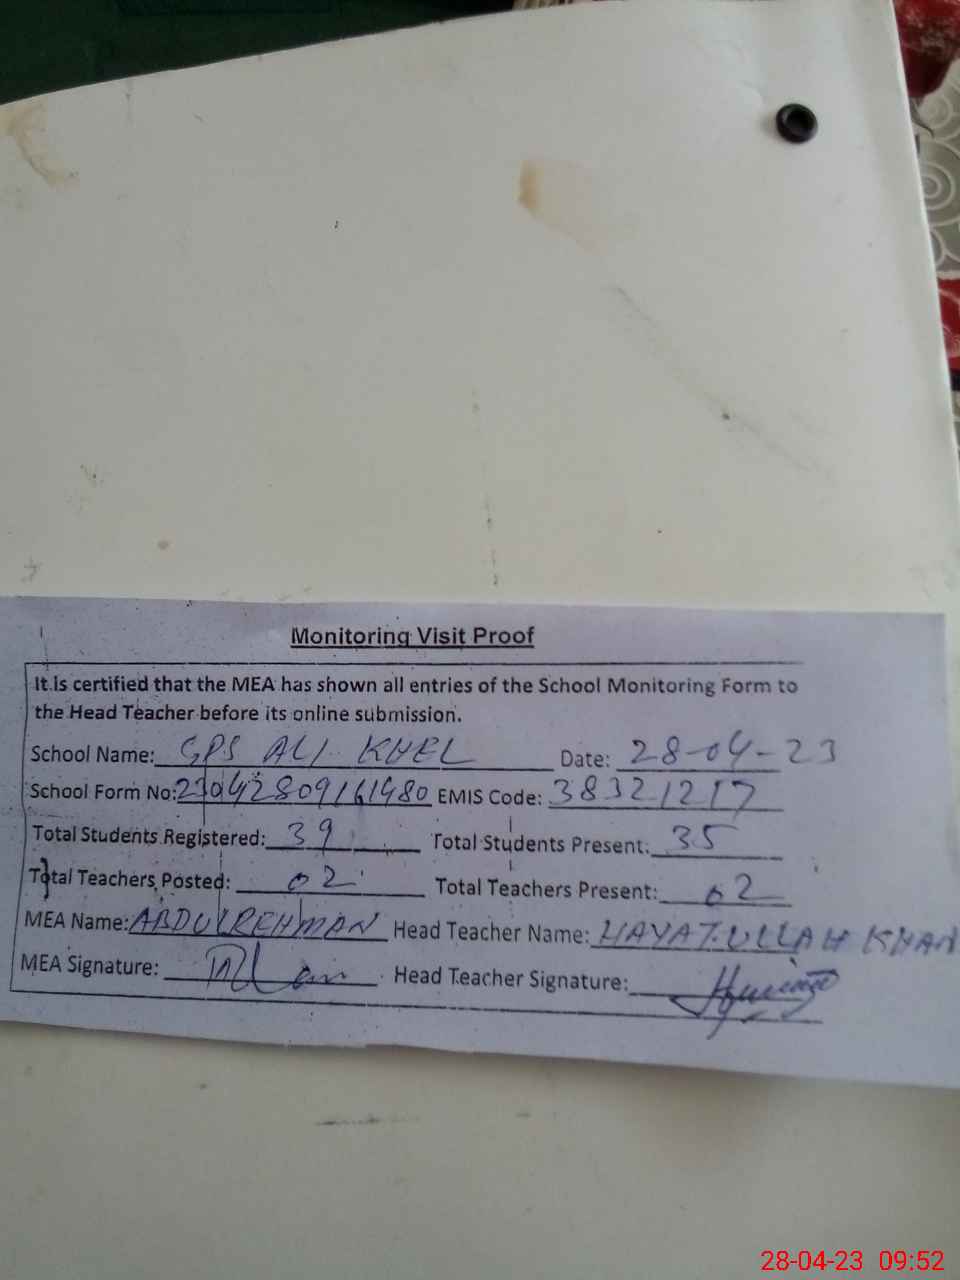 Monitoring Visit Proof
It is certified that the MEA has shown all entries of the School Monitoring Form to
the Head Teacher before its online submission.
School Name: GPS ALI KHEL Date: 28-04-23
School Form No: 23042809161480 EMIS Code: 38321217
Total Students Registered: 39 Total Students Present: 35
Total Teachers Posted: 02 Total Teachers Present: 02
MEA Name: ABDULREHMAN Head Teacher Name: HAYATULLAH KHAN
MEA Signature: Head Teacher Signature:
28-04-23 09:52